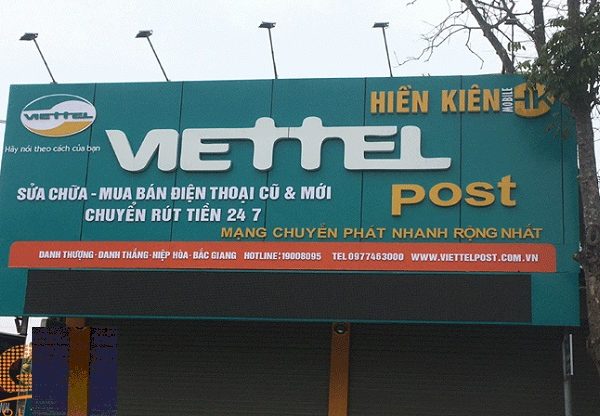 HIỀN KIÊN MOBILE HK
VIETTEL
Hãy nói theo cách của bạn
VIETTEL
post
SỬA CHỮA - MUA BÁN ĐIỆN THOẠI CŨ & MỚI
CHUYỂN RÚT TIỀN 24 7
MẠNG CHUYỂN PHÁT NHANH RỘNG NHẤT
DANH THƯỢNG - DANH THẮNG - HIỆP HÒA - BẮC GIANG HOTLINE: 19008095 TEL 0977463000 WWW.VIETTELPOST.COM.VN